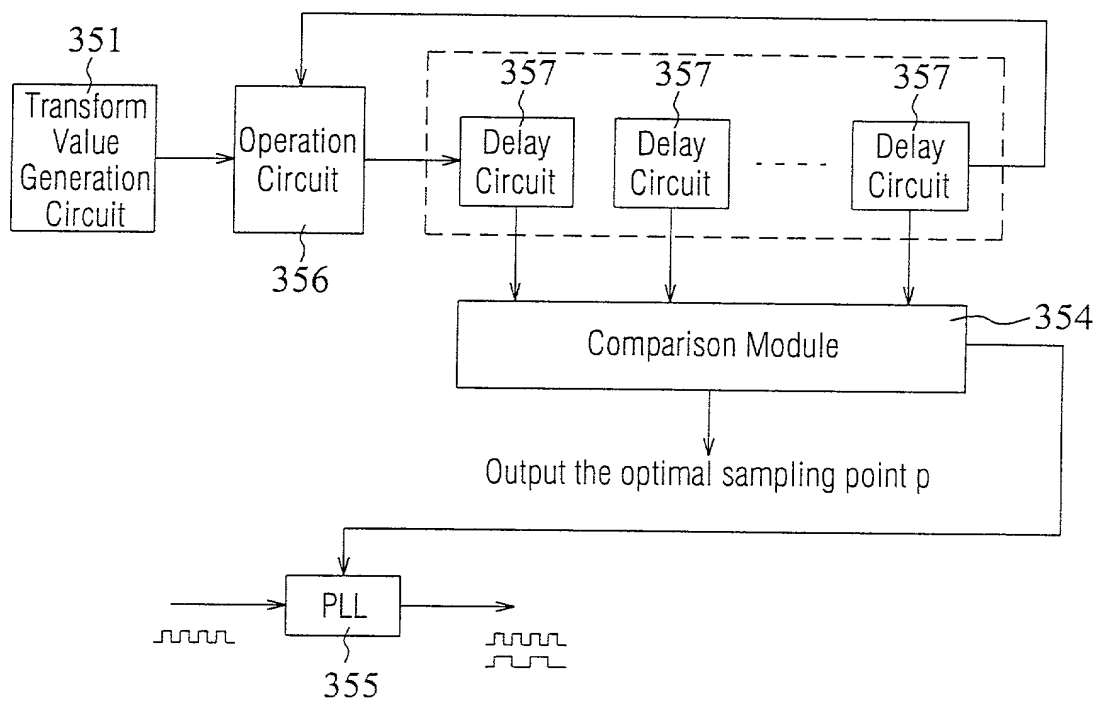 351
Transform
Value
Generation
Circuit
Operation
Circuit
356
357
Delay
Circuit
357
Delay
Circuit
357
Delay
Circuit
Comparison Module
354
Output the optimal sampling point p
PLL
355